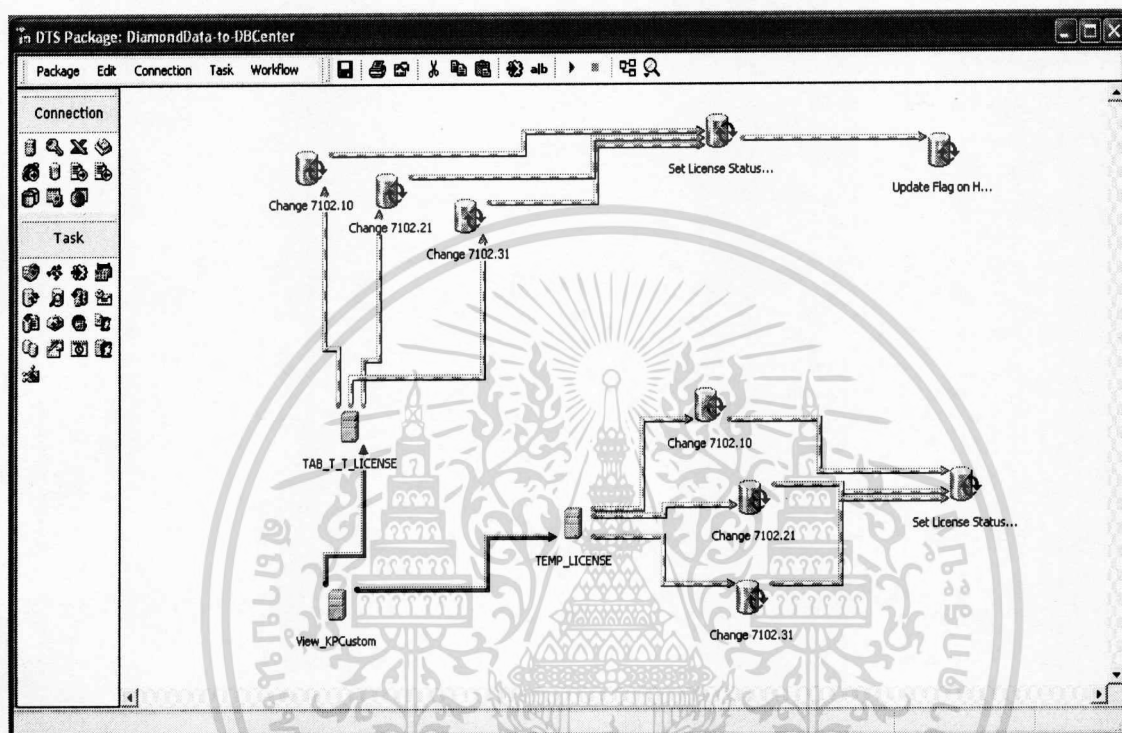 DTS Package: DiamondData-to-DBCenter
Package Edit Connection Task Workflow alb
Connection
Task
Set License Status...
Update Flag on H...
Change 7102.10
Change 7102.21
Change 7102.31
TAB_T_T_LICENSE
Change 7102.10
Set License Status...
Change 7102.21
TEMP_LICENSE
Change 7102.31
View_KPCustom